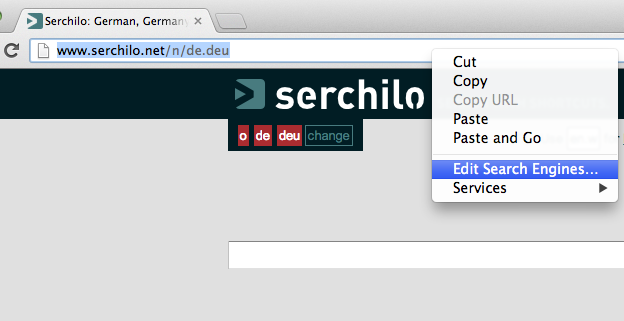 Serchilo: German, Germany
www.serchilo.net/n/de.deu
serchilo
o de deu change
Cut
Copy
Copy URL
Paste
Paste and Go
Edit Search Engines...
Services